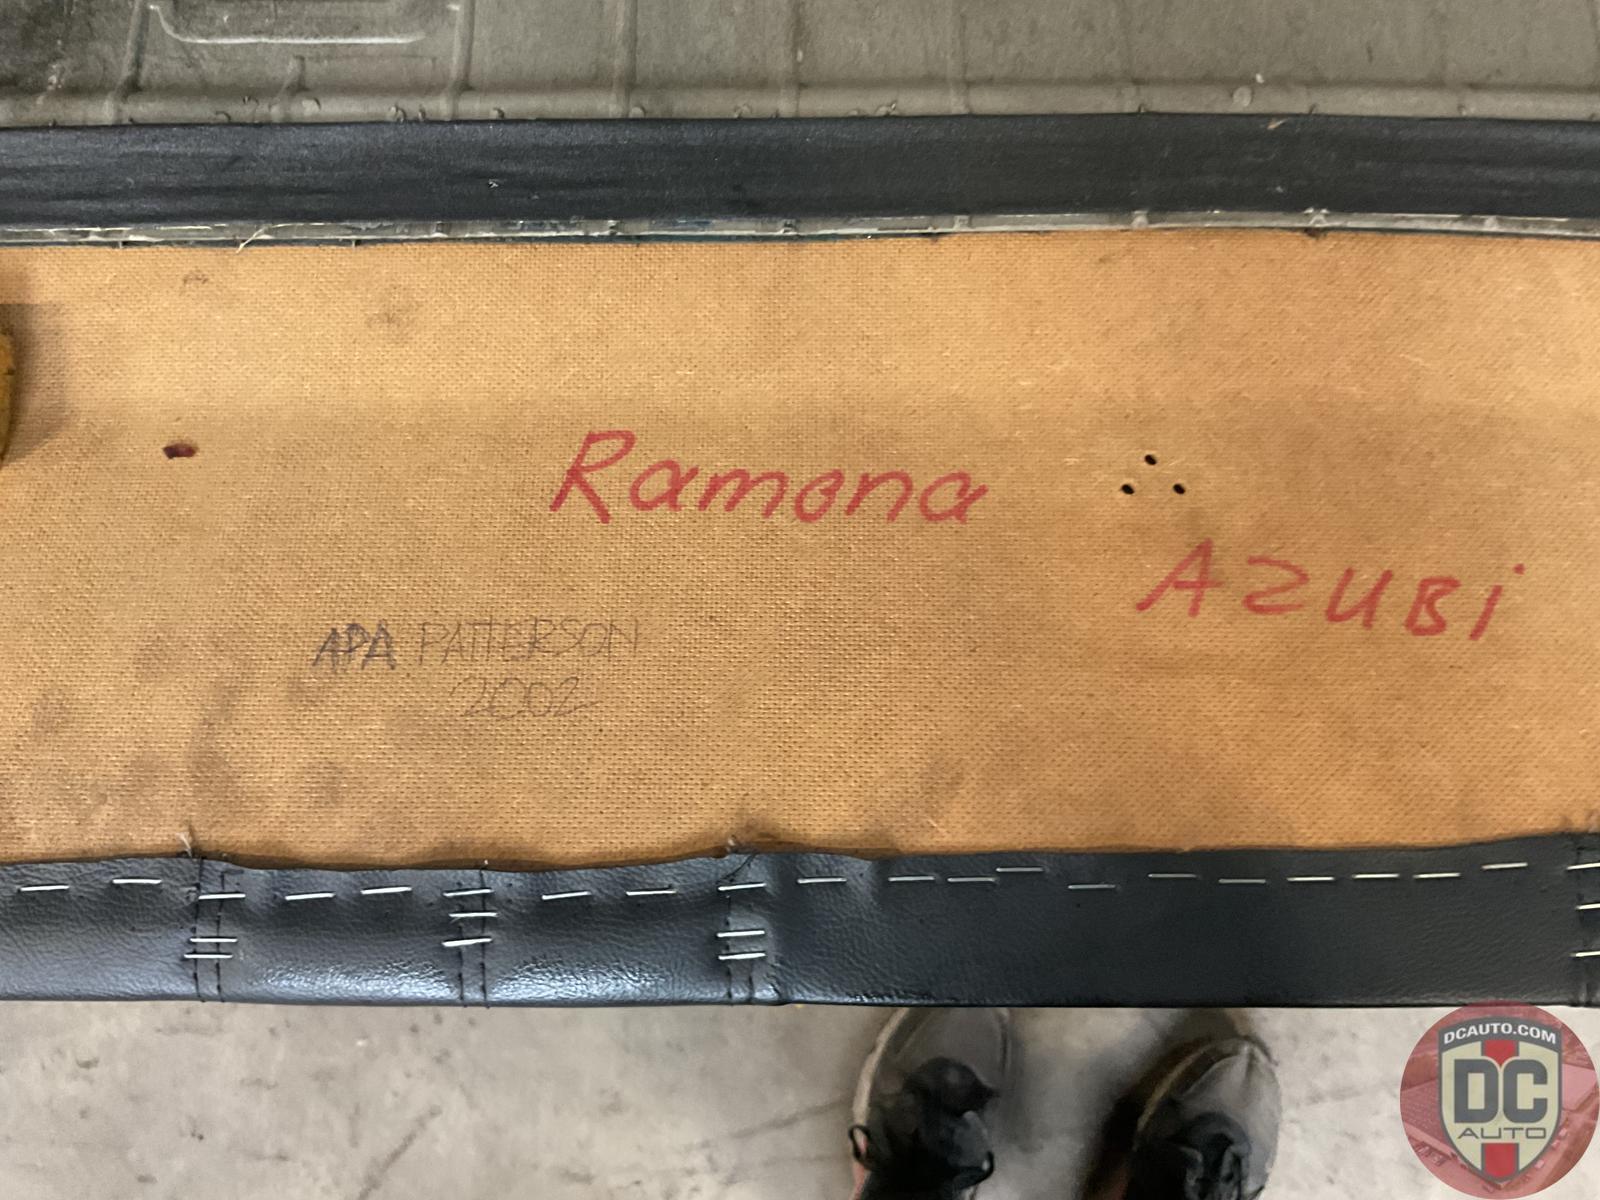 Ramona
AZUBi
APA PATTERSON
2002
DCAUTO.COM
DC
AUTO